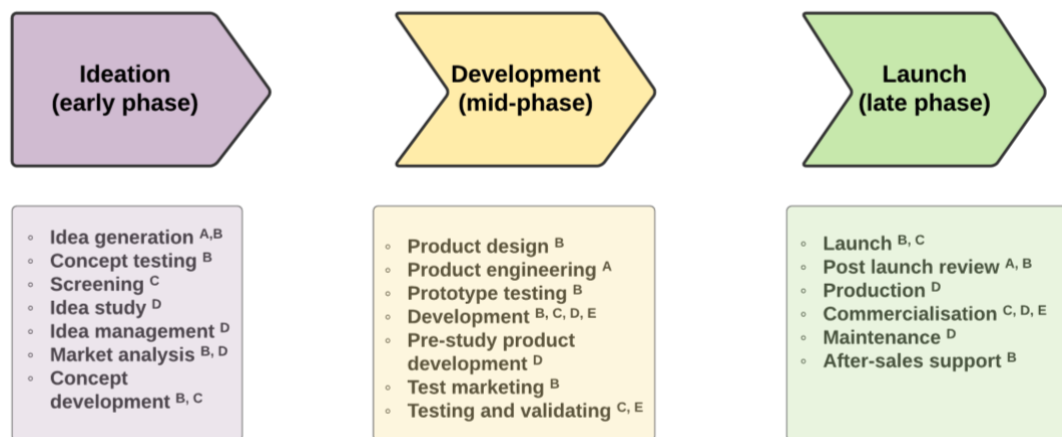 Ideation
(early phase)
Development
(mid-phase)
Launch
(late phase)
◦ Idea generation A,B
◦ Concept testing B
◦ Screening C
◦ Idea study D
◦ Idea management D
◦ Market analysis B, D
◦ Concept
development B, C
◦ Product design B
◦ Product engineering A
◦ Prototype testing B
◦ Development B, C, D, E
◦ Pre-study product
development D
◦ Test marketing B
◦ Testing and validating C, E
◦ Launch B, C
◦ Post launch review A, B
◦ Production D
◦ Commercialisation C, D, E
◦ Maintenance D
◦ After-sales support B